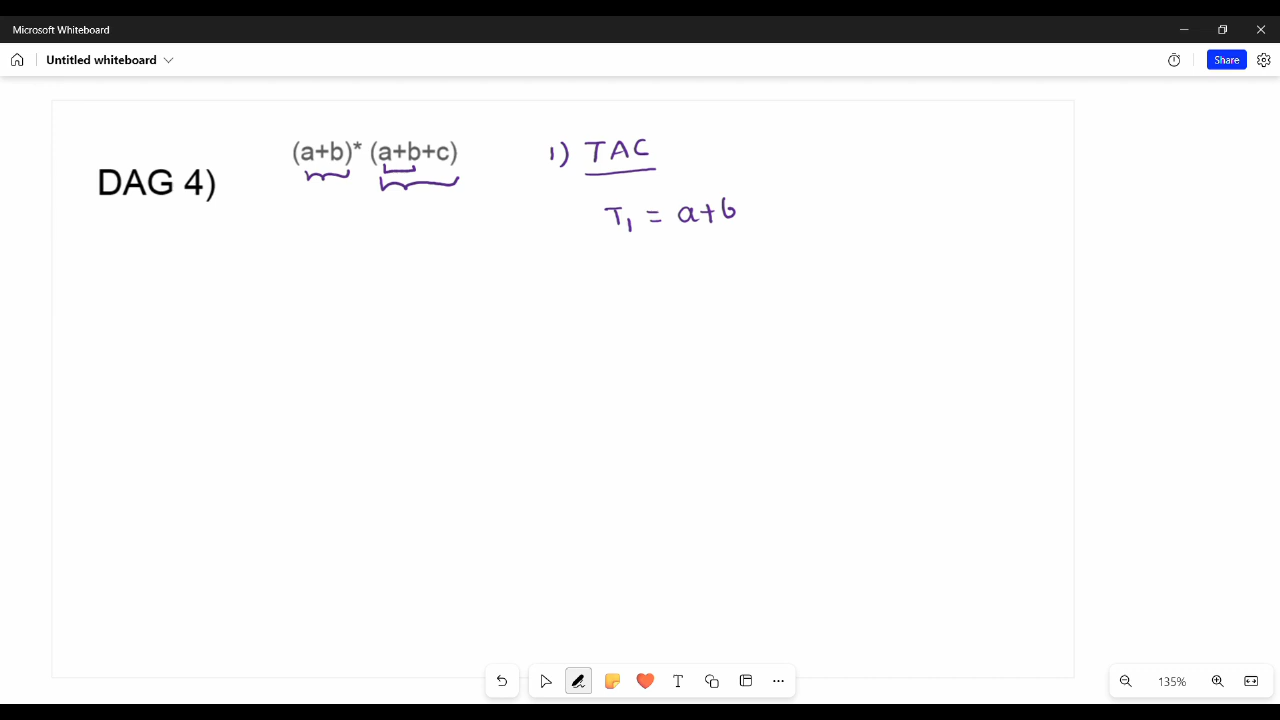 Microsoft Whiteboard
Untitled whiteboard
Share
(a+b)* (a+b+c)
1) TAC
DAG 4)
T1 = a+b
135%